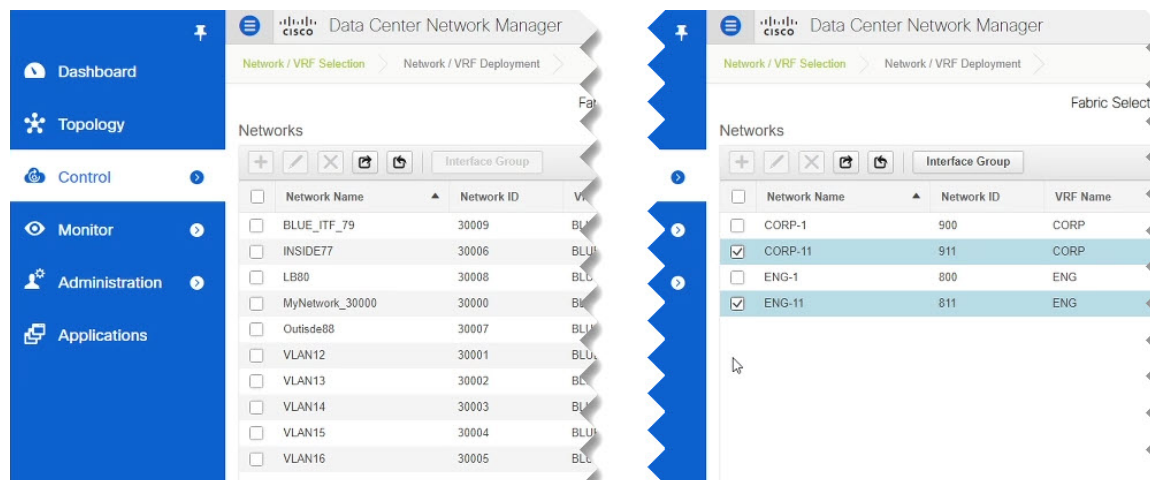 Dashboard
Topology
Control
Monitor
Administration
Applications
cisco Data Center Network Manager
Network / VRF Selection Network / VRF Deployment
Networks
Interface Group
Network Name Network ID
BLUE_ITF_79 30009
INSIDE77 30006
LB80 30008
MyNetwork_30000 30000
Outisde88 30007
VLAN12 30001
VLAN13 30002
VLAN14 30003
VLAN15 30004
VLAN16 30005
cisco Data Center Network Manager
Network / VRF Selection Network / VRF Deployment
Fabric Select
Networks
Interface Group
Network Name Network ID VRF Name
CORP-1 900 CORP
CORP-11 911 CORP
ENG-1 800 ENG
ENG-11 811 ENG